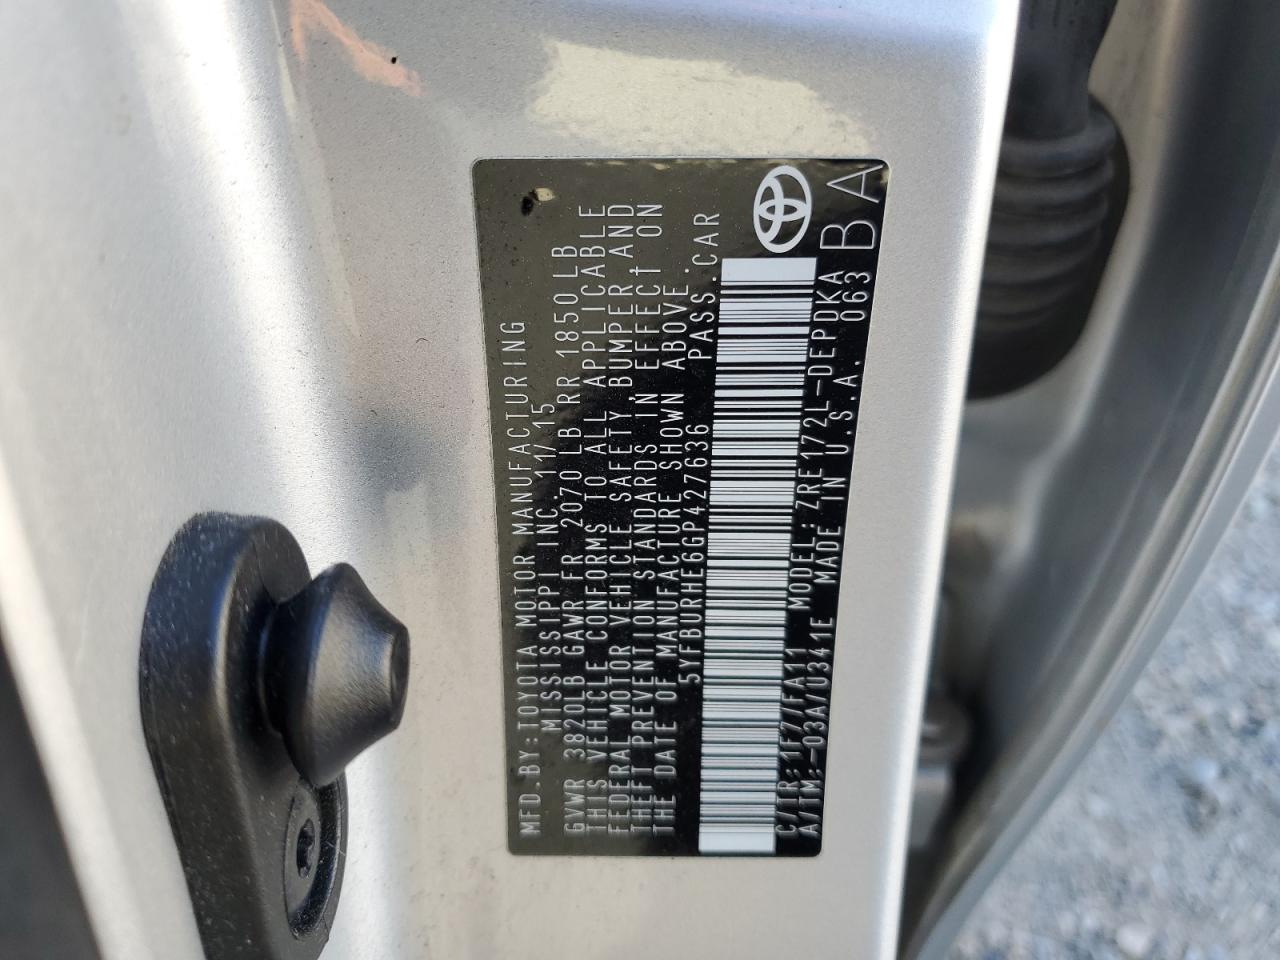 MFD.BY:TOYOTA MOTOR MANUFACTURING
MISSISSIPPI INC. 11/15
GVWR 3820LB GAWR FR 2070 LB RR 1850 LB
THIS VEHICLE CONFORMS TO ALL APPLICABLE
FEDERAL MOTOR VEHICLE SAFETY, BUMPER, AND
THEFT PREVENTION STANDARDS IN EFFECT ON
THE DATE OF MANUFACTURE SHOWN ABOVE.
5YFBURHE6GP427636 PASS.CAR
C/TR: 1F7/FA11 MODEL: ZRE172L-DEPDKA
A/TM:-03A/U341E MADE IN U.S.A. 063
B A